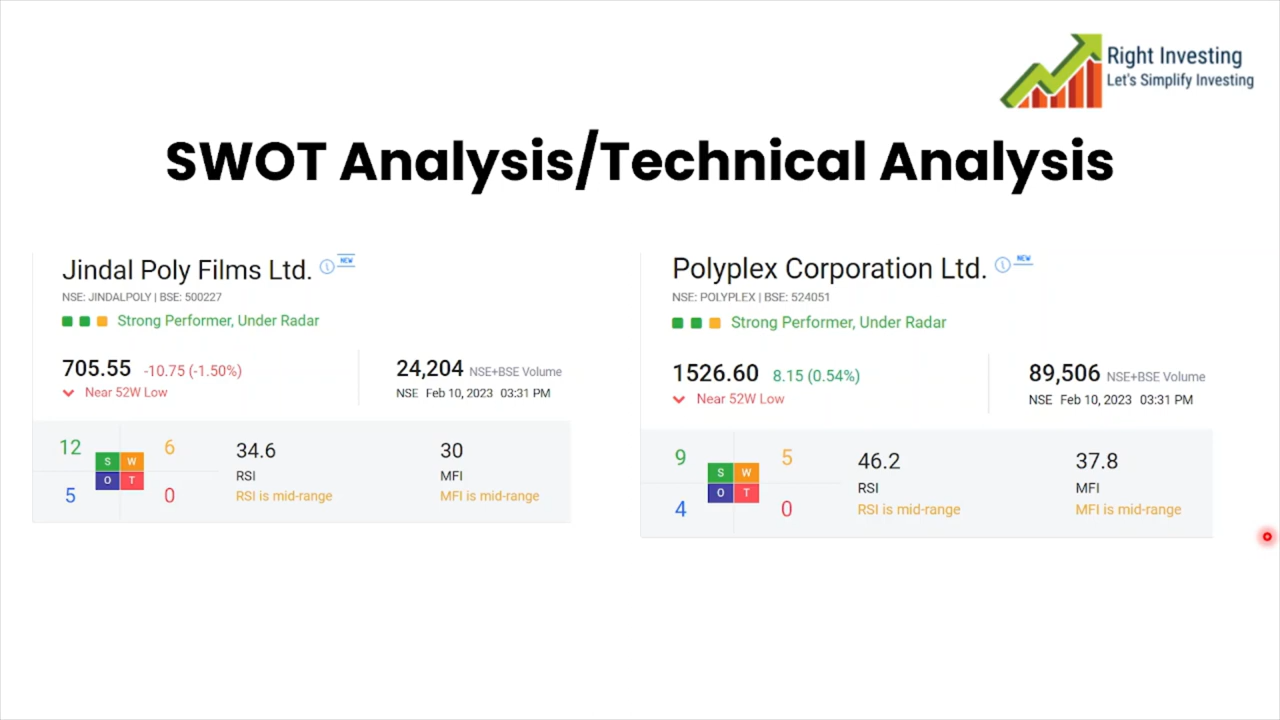 Right Investing
Let's Simplify Investing
SWOT Analysis/Technical Analysis
Jindal Poly Films Ltd. i NEW
NSE: JINDALPOLY | BSE: 500227
Strong Performer, Under Radar
705.55 -10.75 (-1.50%)
Near 52W Low
24,204 NSE+BSE Volume
NSE Feb 10, 2023 03:31 PM
12 S W 6
5 O T 0
34.6
RSI
RSI is mid-range
30
MFI
MFI is mid-range
Polyplex Corporation Ltd. i NEW
NSE: POLYPLEX | BSE: 524051
Strong Performer, Under Radar
1526.60 8.15 (0.54%)
Near 52W Low
89,506 NSE+BSE Volume
NSE Feb 10, 2023 03:31 PM
9 S W 5
4 O T 0
46.2
RSI
RSI is mid-range
37.8
MFI
MFI is mid-range